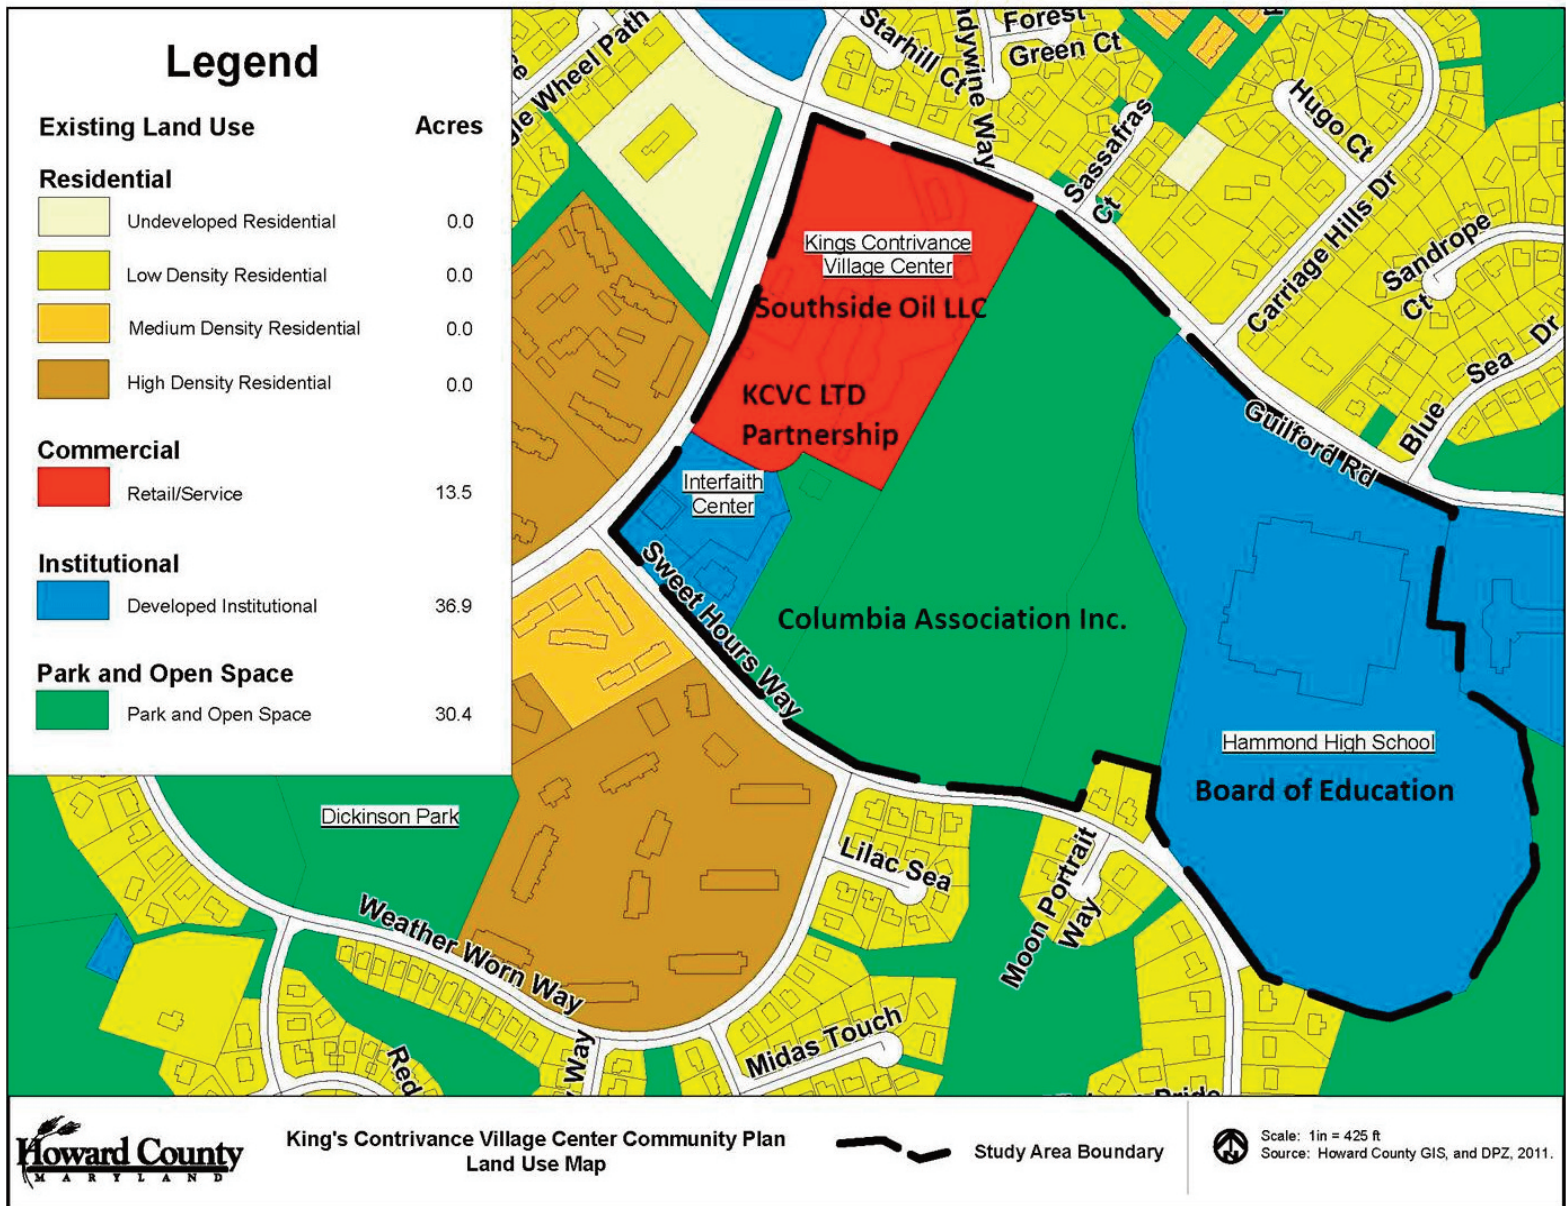 Legend
Existing Land Use Acres
Residential
Undeveloped Residential 0.0
Low Density Residential 0.0
Medium Density Residential 0.0
High Density Residential 0.0
Commercial
Retail/Service 13.5
Institutional
Developed Institutional 36.9
Park and Open Space
Park and Open Space 30.4
Wheel Path
Starhill Ct
Forest
Green Ct
Sassafras
Ct
Hugo Ct
Carriage Hills Dr
Sandrope
Ct
Blue Sea Dr
Guilford Rd
Kings Contrivance
Village Center
Southside Oil LLC
KCVC LTD
Partnership
Interfaith
Center
Sweet Hours Way
Columbia Association Inc.
Hammond High School
Board of Education
Dickinson Park
Weather Worn Way
Way
Red
Lilac Sea
Moon Portrait
Way
Midas Touch
Howard County
MARYLAND
King's Contrivance Village Center Community Plan
Land Use Map
Study Area Boundary
Scale: 1in = 425 ft
Source: Howard County GIS, and DPZ, 2011.